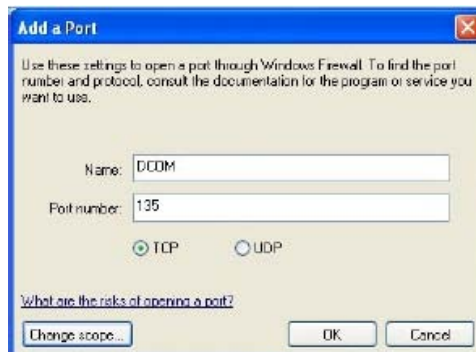 Add a Port
Use these settings to open a port through Windows Firewall. To find the port
number and protocol, consult the documentation for the program or service you
want to use.
Name: DCOM
Port number: 135
TCP UDP
What are the risks of opening a port?
Change scope... OK Cancel